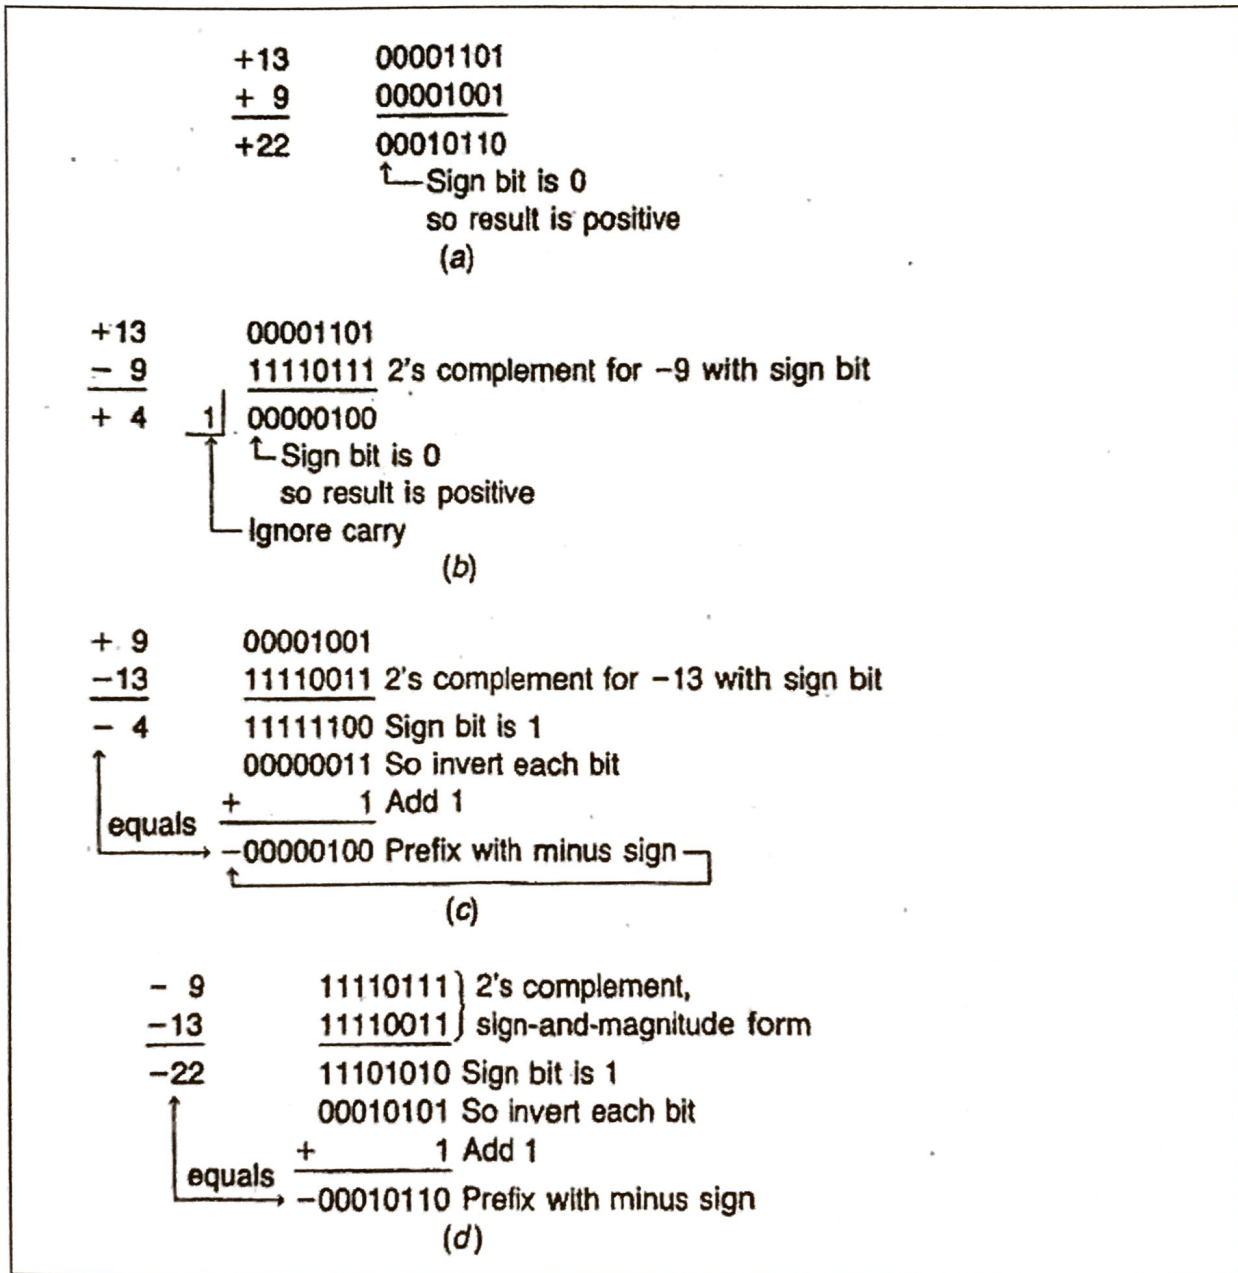 +13 00001101
+ 9 00001001
+22 00010110
Sign bit is 0
so result is positive
(a)
+13 00001101
− 9 11110111 2's complement for −9 with sign bit
+ 4 1 00000100
Sign bit is 0
so result is positive
Ignore carry
(b)
+ 9 00001001
−13 11110011 2's complement for −13 with sign bit
− 4 11111100 Sign bit is 1
00000011 So invert each bit
+ 1 Add 1
equals
−00000100 Prefix with minus sign
(c)
− 9 11110111 2's complement,
−13 11110011 sign-and-magnitude form
−22 11101010 Sign bit is 1
00010101 So invert each bit
+ 1 Add 1
equals
−00010110 Prefix with minus sign
(d)